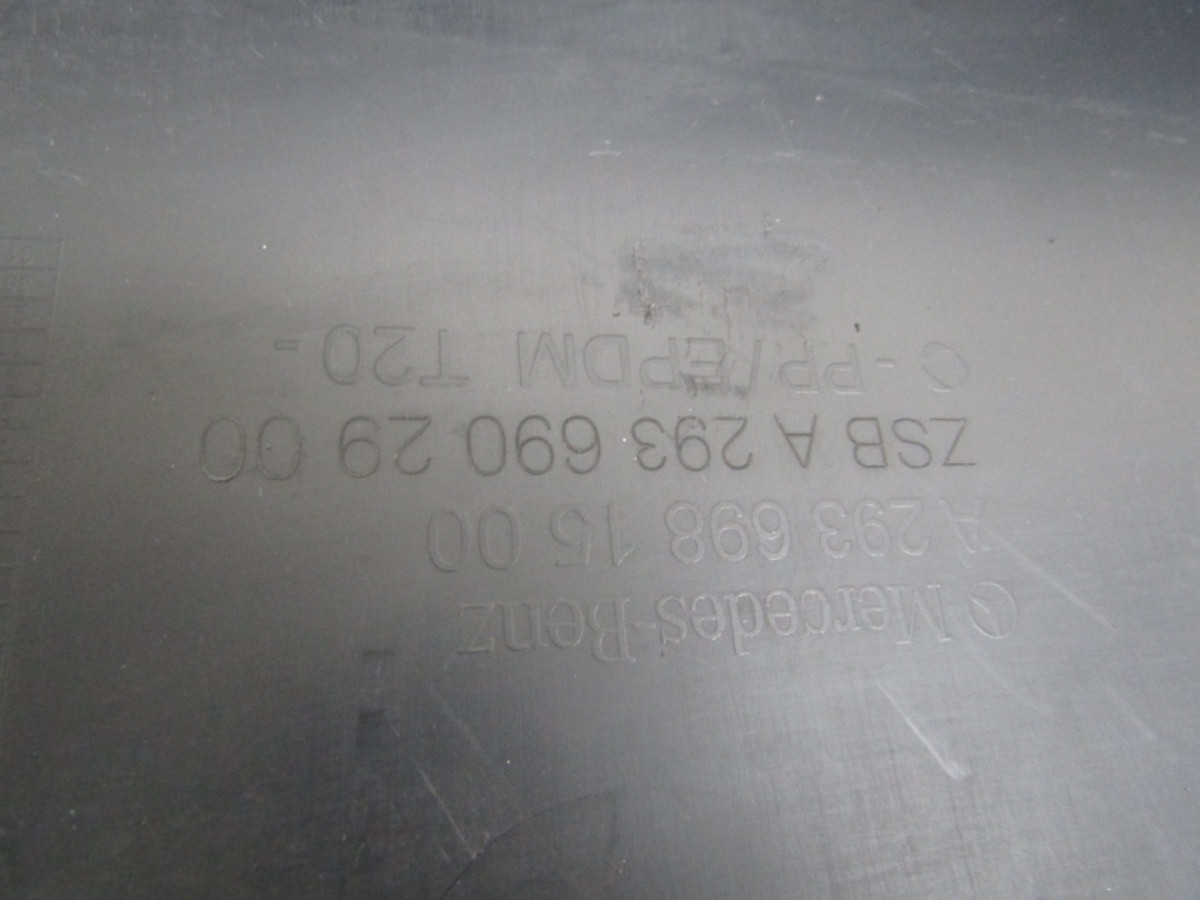 Mercedes-Benz
A 293 698 15 00
ZSB A 293 690 29 00
-PP/EPDM T20 -